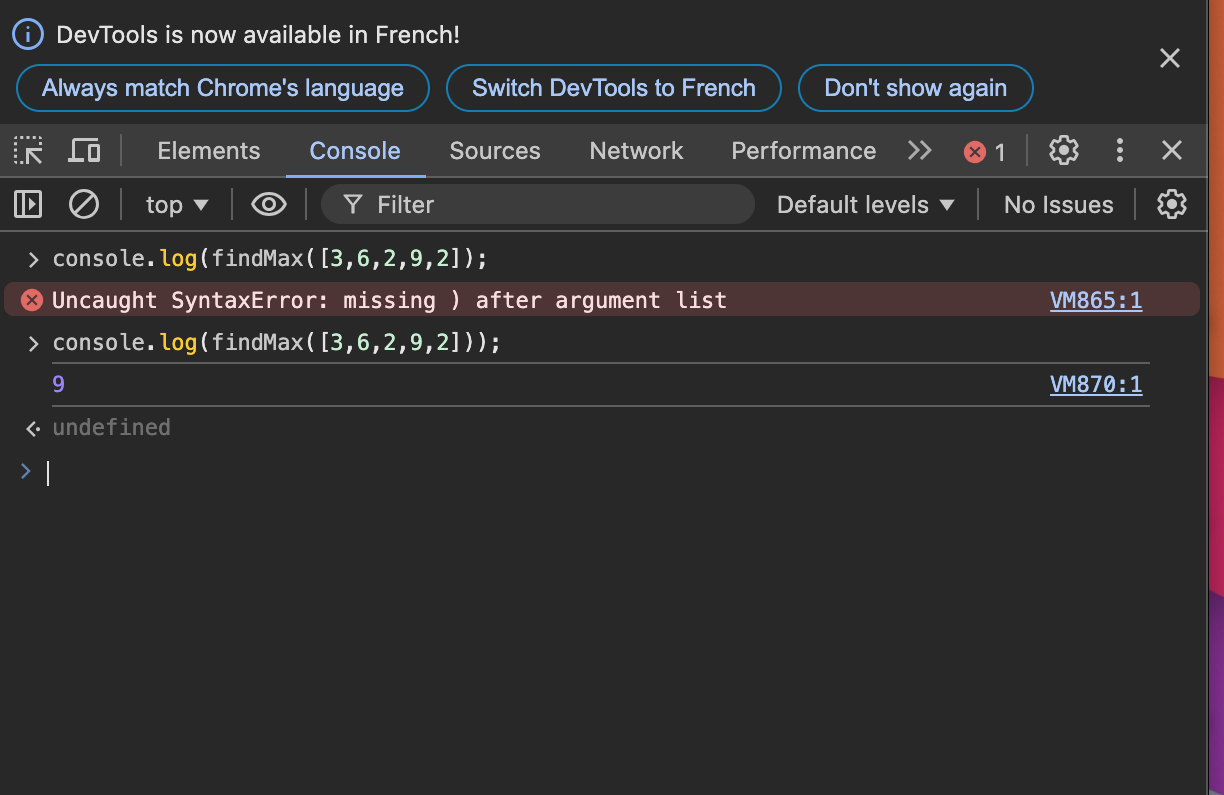 DevTools is now available in French!
Always match Chrome's language Switch DevTools to French Don't show again
Elements Console Sources Network Performance 1
top Filter Default levels No Issues
console.log(findMax([3,6,2,9,2]);
Uncaught SyntaxError: missing ) after argument list VM865:1
console.log(findMax([3,6,2,9,2]));
9 VM870:1
undefined